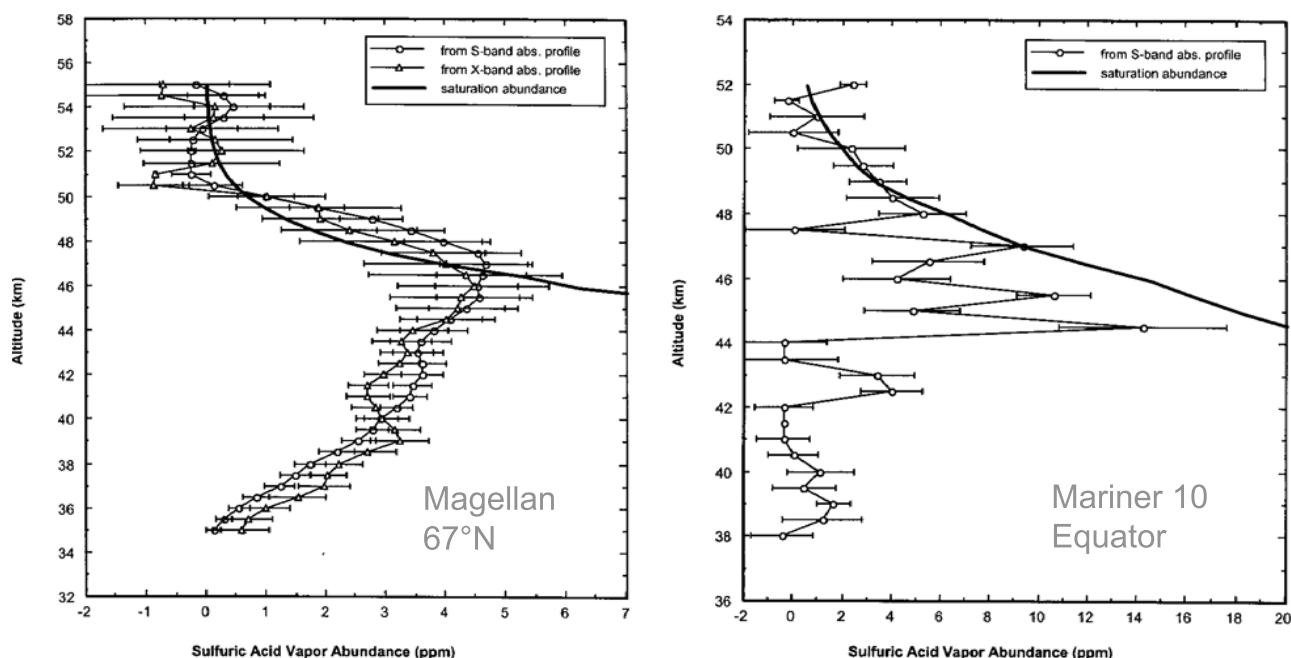 58
56
54
52
50
48
46
44
42
40
38
36
34
32
Altitude (km)
from S-band abs. profile
from X-band abs. profile
saturation abundance
Magellan
67°N
-2 -1 0 1 2 3 4 5 6 7
Sulfuric Acid Vapor Abundance (ppm)
54
52
50
48
46
44
42
40
38
36
Altitude (km)
from S-band abs. profile
saturation abundance
Mariner 10
Equator
-2 0 2 4 6 8 10 12 14 16 18 20
Sulfuric Acid Vapor Abundance (ppm)